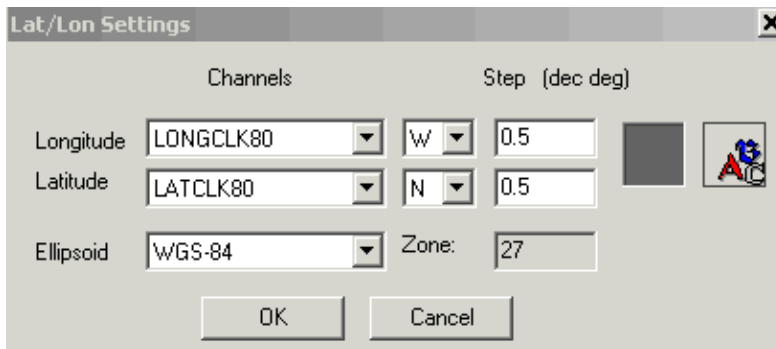 Lat/Lon Settings
Channels Step (dec deg)
Longitude LONGCLK80 W 0.5
Latitude LATCLK80 N 0.5
Ellipsoid WGS-84 Zone: 27
OK Cancel